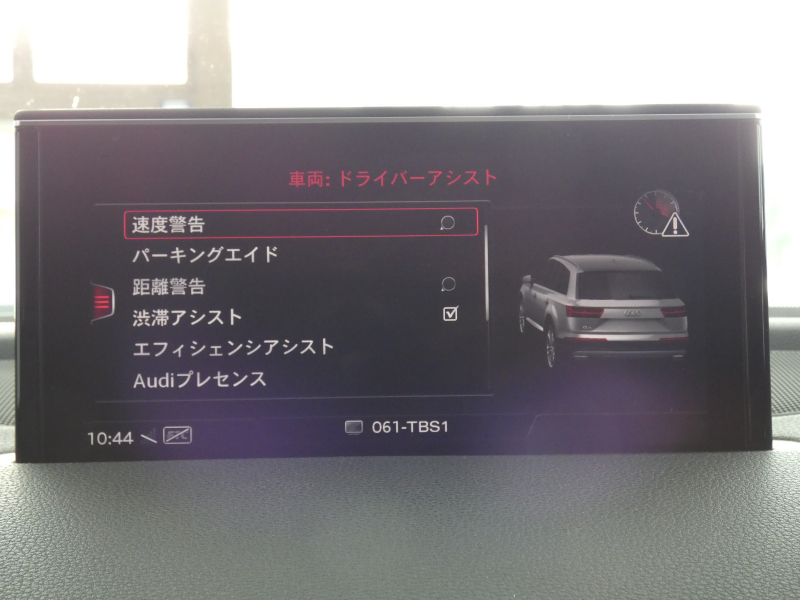 車両: ドライバーアシスト
速度警告
パーキングエイド
距離警告
渋滞アシスト
エフィシェンシアシスト
Audiプレセンス
10:44
061-TBS1